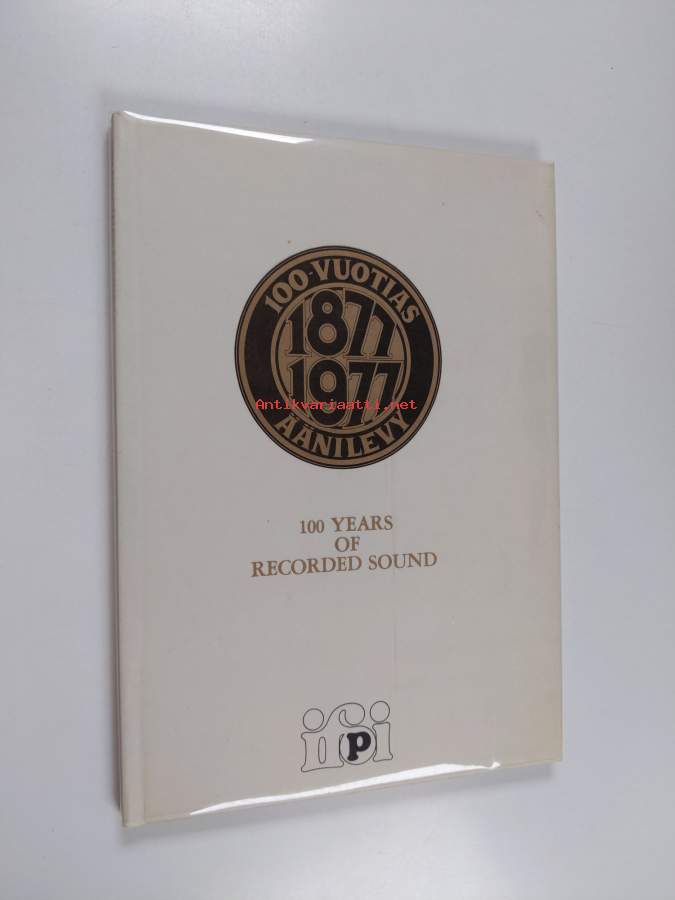 100-VUOTIAS
1877
1977
ÄÄNILEVY
Antikvariaatti.net
100 YEARS
OF
RECORDED SOUND
ifpi